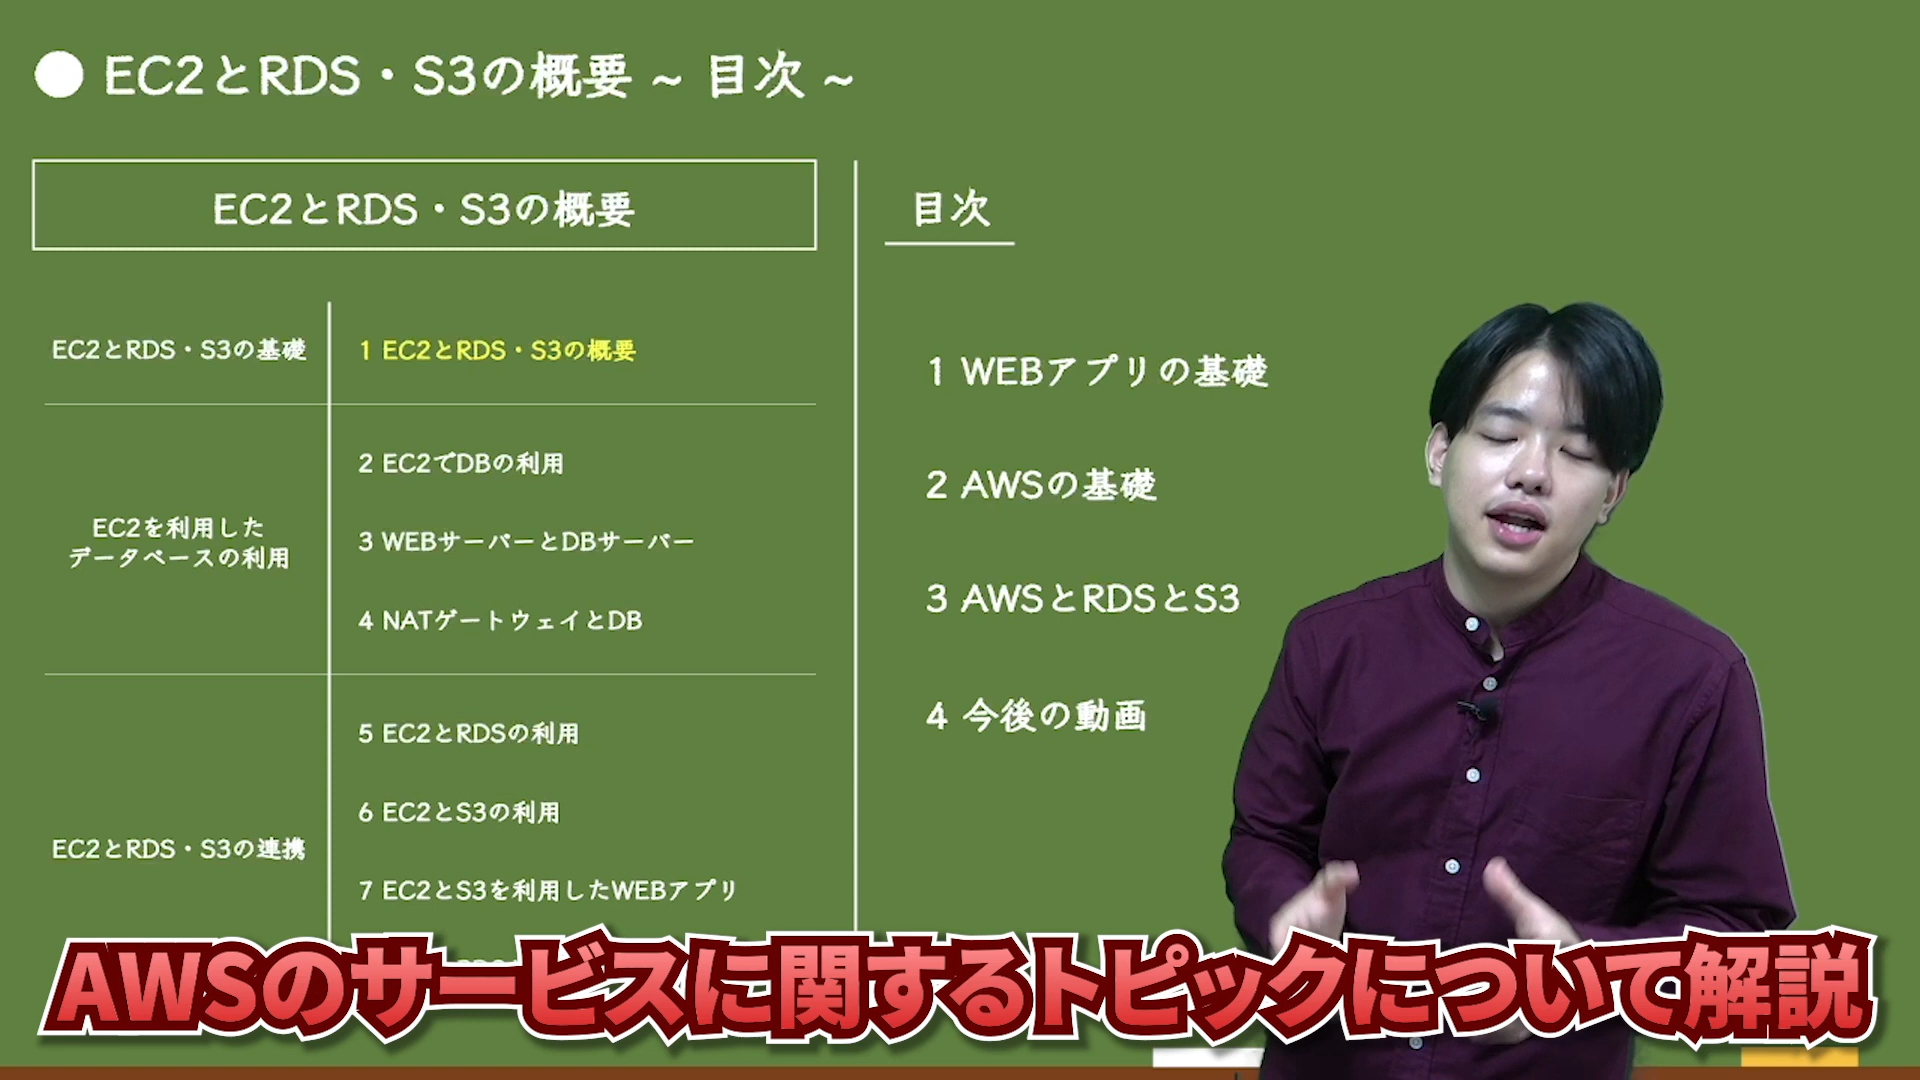 ● EC2とRDS・S3の概要 ~ 目次 ~
EC2とRDS・S3の概要
EC2とRDS・S3の基礎
1 EC2とRDS・S3の概要
EC2を利用した
データベースの利用
2 EC2でDBの利用
3 WEBサーバーとDBサーバー
4 NATゲートウェイとDB
EC2とRDS・S3の連携
5 EC2とRDSの利用
6 EC2とS3の利用
7 EC2とS3を利用したWEBアプリ
目次
1 WEBアプリの基礎
2 AWSの基礎
3 AWSとRDSとS3
4 今後の動画
AWSのサービスに関するトピックについて解説